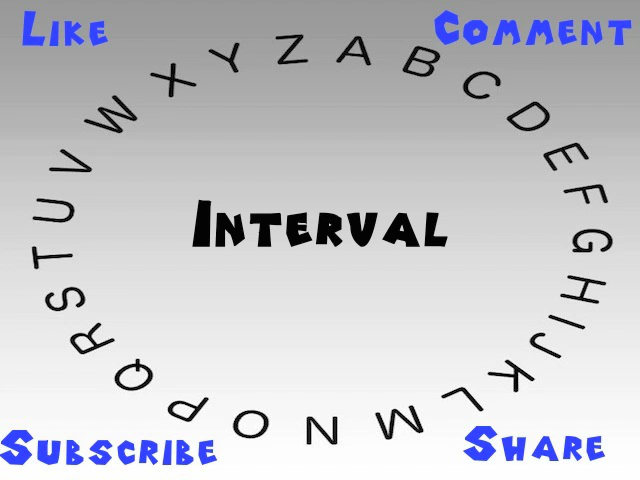 Like
Comment
A B C D E F G H I J K L M N O P Q R S T U V W X Y Z
Interval
Subscribe
Share